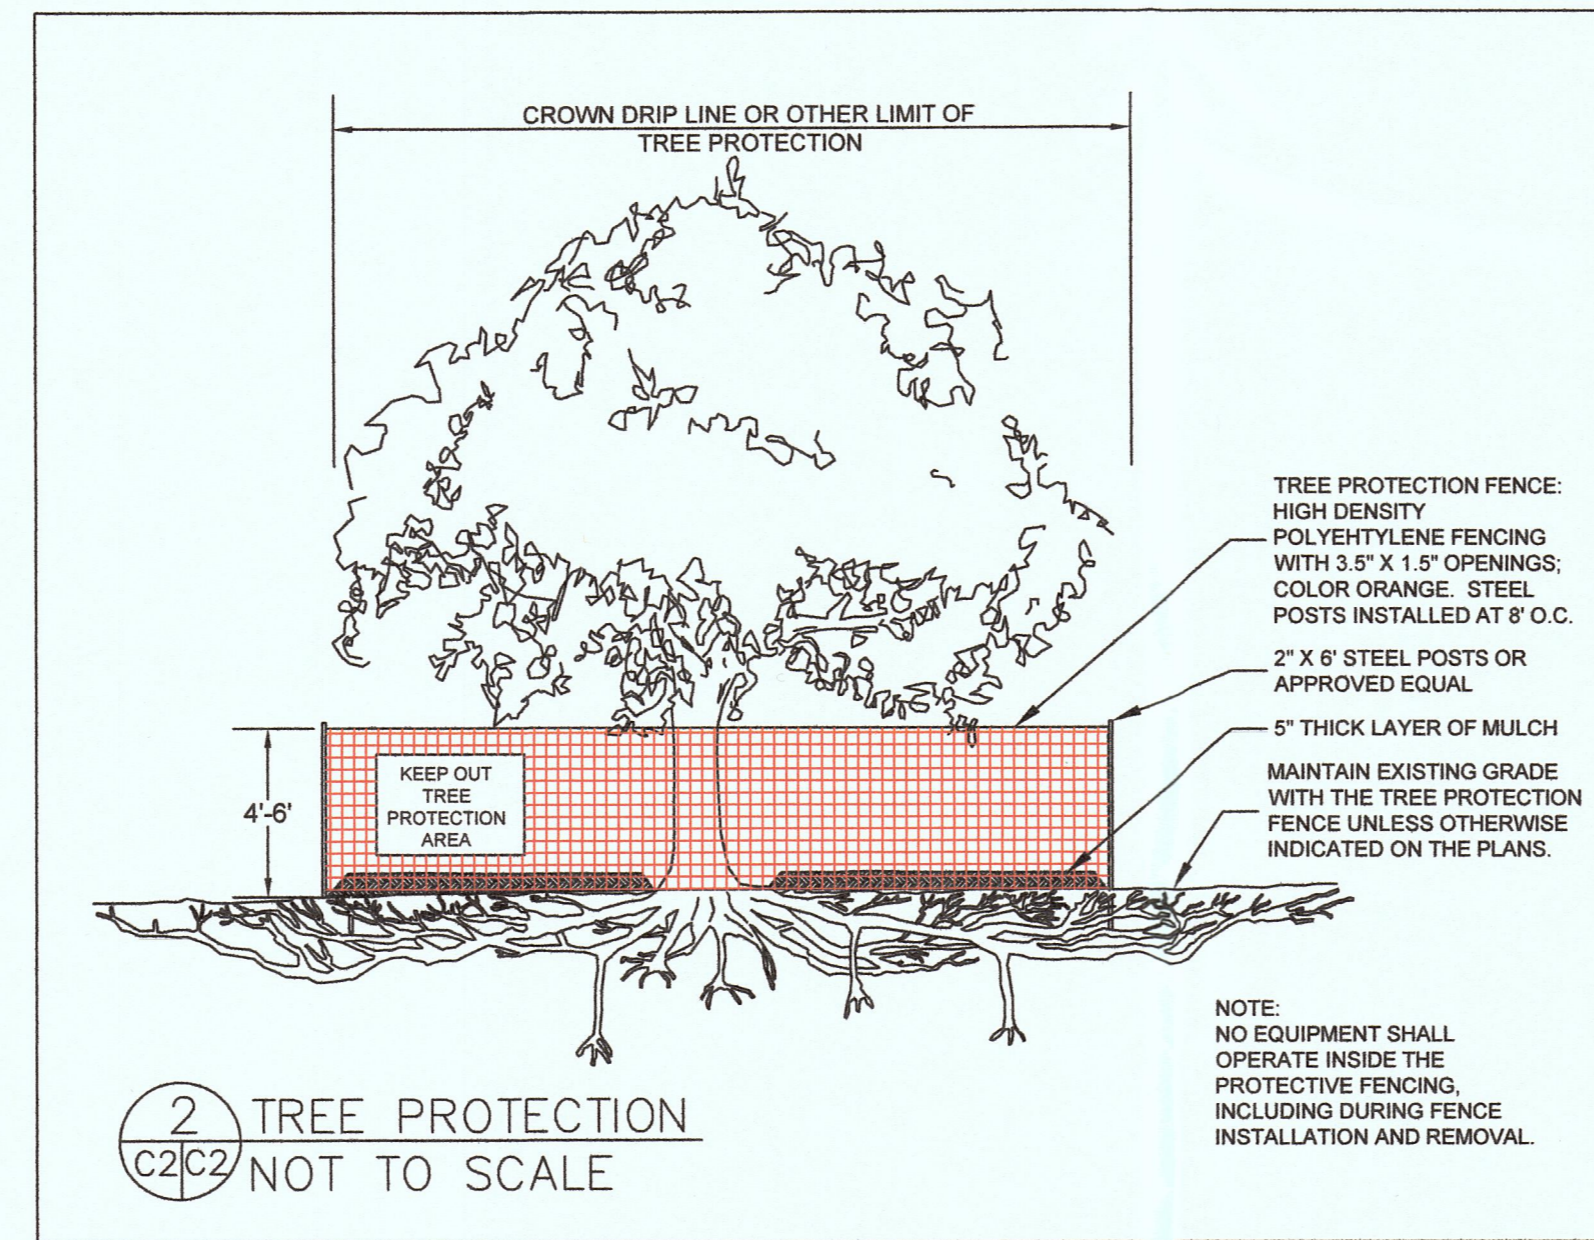 CROWN DRIP LINE OR OTHER LIMIT OF
TREE PROTECTION
TREE PROTECTION FENCE:
HIGH DENSITY
POLYEHTYLENE FENCING
WITH 3.5" X 1.5" OPENINGS;
COLOR ORANGE. STEEL
POSTS INSTALLED AT 8' O.C.
2" X 6' STEEL POSTS OR
APPROVED EQUAL
5" THICK LAYER OF MULCH
MAINTAIN EXISTING GRADE
WITH THE TREE PROTECTION
FENCE UNLESS OTHERWISE
INDICATED ON THE PLANS.
4'-6'
KEEP OUT
TREE
PROTECTION
AREA
NOTE:
NO EQUIPMENT SHALL
OPERATE INSIDE THE
PROTECTIVE FENCING,
INCLUDING DURING FENCE
INSTALLATION AND REMOVAL.
2 TREE PROTECTION
C2 C2 NOT TO SCALE